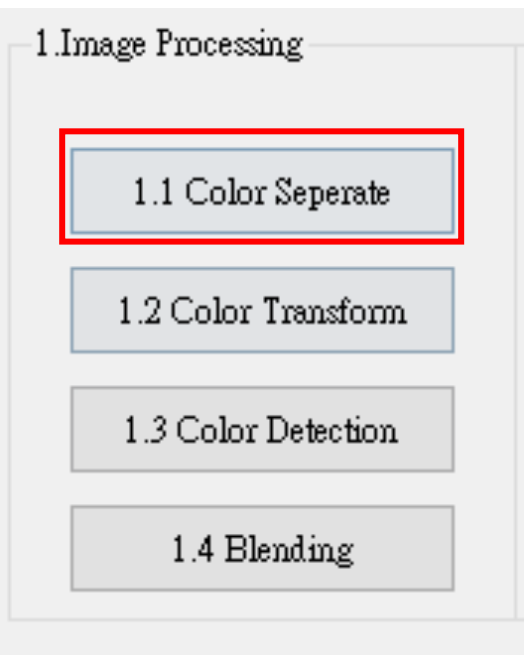 1.Image Processing
1.1 Color Seperate
1.2 Color Transform
1.3 Color Detection
1.4 Blending